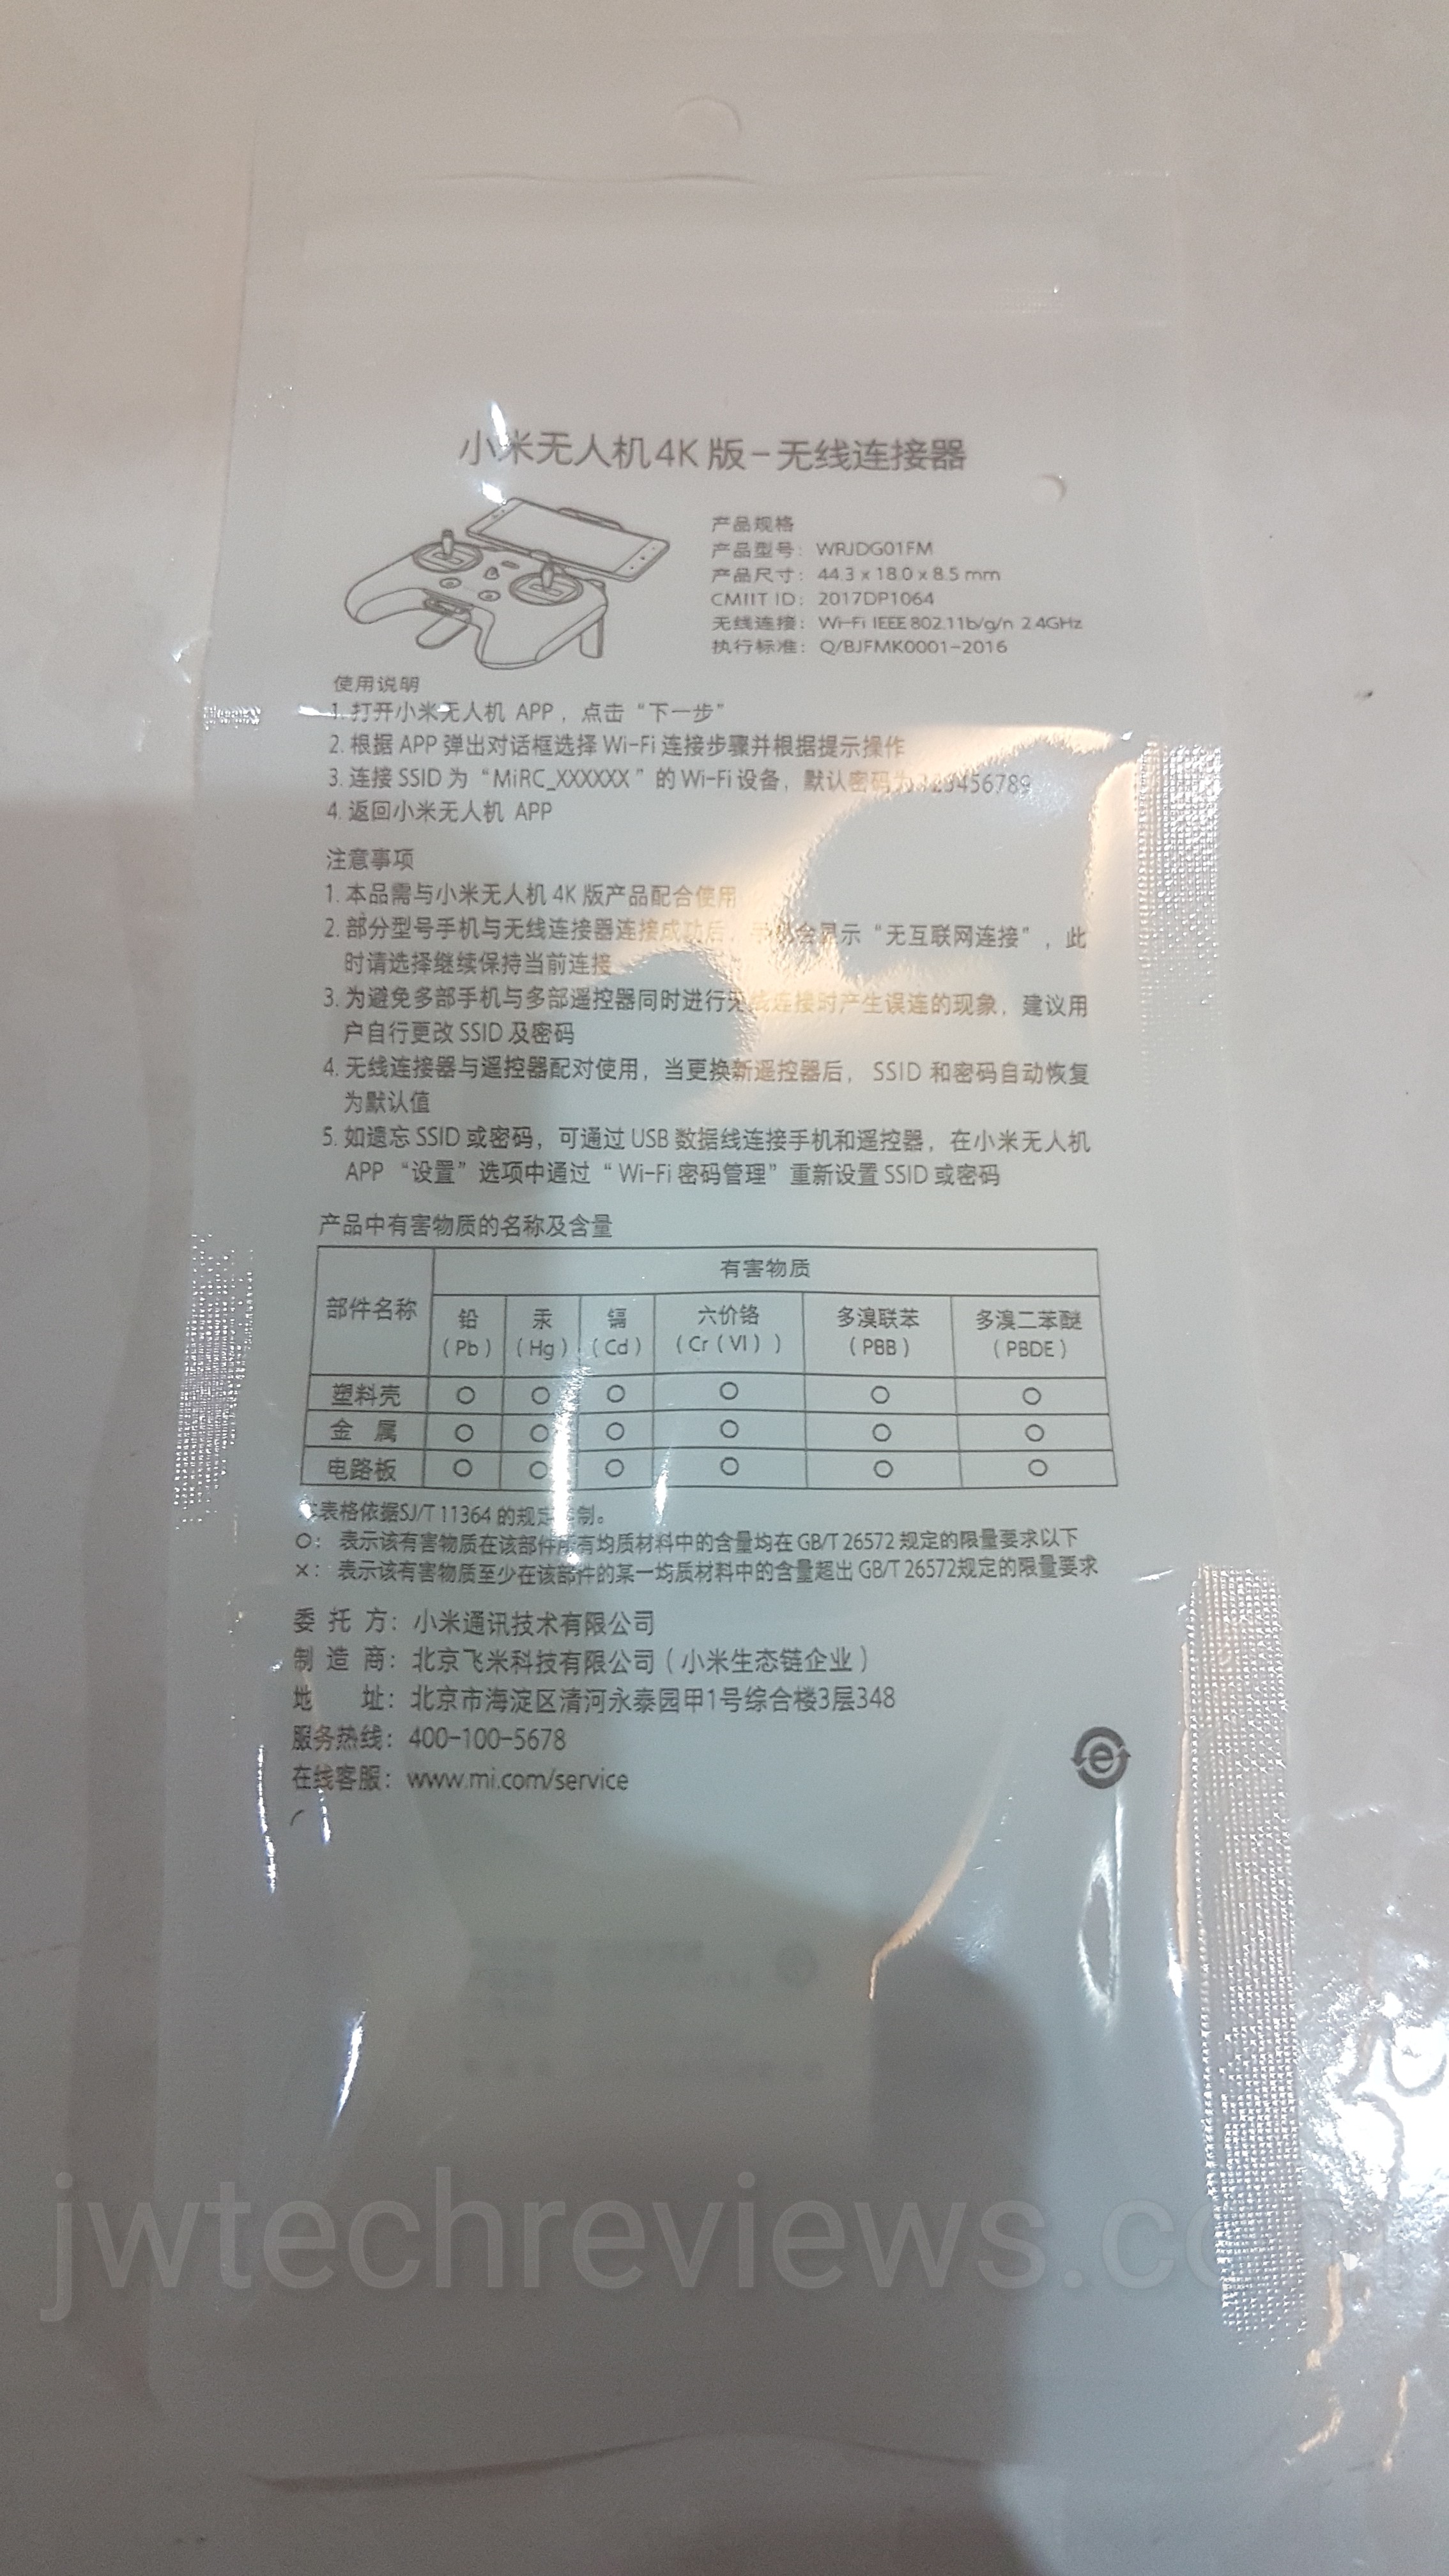 小米无人机4K 版-无线连接器
产品规格
产品型号：WRJDG01FM
产品尺寸：44.3 x 18.0 x 8.5 mm
CMIIT ID：2017DP1064
无线连接：Wi-Fi IEEE 802.11b/g/n 2.4GHz
执行标准：Q/BJFMK0001-2016
使用说明
1. 打开小米无人机 APP，点击“下一步”
2. 根据 APP 弹出对话框选择 Wi-Fi 连接步骤并根据提示操作
3. 连接 SSID 为“MiRC_XXXXXX”的 Wi-Fi 设备，默认密码为 123456789
4. 返回小米无人机 APP
注意事项
1. 本品需与小米无人机 4K 版产品配合使用
2. 部分型号手机与无线连接器连接成功后，手机会显示“无互联网连接”，此
时请选择继续保持当前连接
3. 为避免多部手机与多部遥控器同时进行无线连接时产生误连的现象，建议用
户自行更改 SSID 及密码
4. 无线连接器与遥控器配对使用，当更换新遥控器后，SSID 和密码自动恢复
为默认值
5. 如遗忘 SSID 或密码，可通过 USB 数据线连接手机和遥控器，在小米无人机
APP “设置”选项中通过“Wi-Fi 密码管理”重新设置 SSID 或密码
产品中有害物质的名称及含量
部件名称 有害物质
铅 汞 镉 六价铬 多溴联苯 多溴二苯醚
(Pb) (Hg) (Cd) (Cr(VI)) (PBB) (PBDE)
塑料壳 ○ ○ ○ ○ ○ ○
金 属 ○ ○ ○ ○ ○ ○
电路板 ○ ○ ○ ○ ○ ○
本表格依据SJ/T 11364 的规定编制。
○：表示该有害物质在该部件所有均质材料中的含量均在 GB/T 26572 规定的限量要求以下
×：表示该有害物质至少在该部件的某一均质材料中的含量超出 GB/T 26572规定的限量要求
委 托 方：小米通讯技术有限公司
制 造 商：北京飞米科技有限公司（小米生态链企业）
地 址：北京市海淀区清河永泰园甲1号综合楼3层348
服务热线：400-100-5678
在线客服：www.mi.com/service
e
jwtechreviews.com